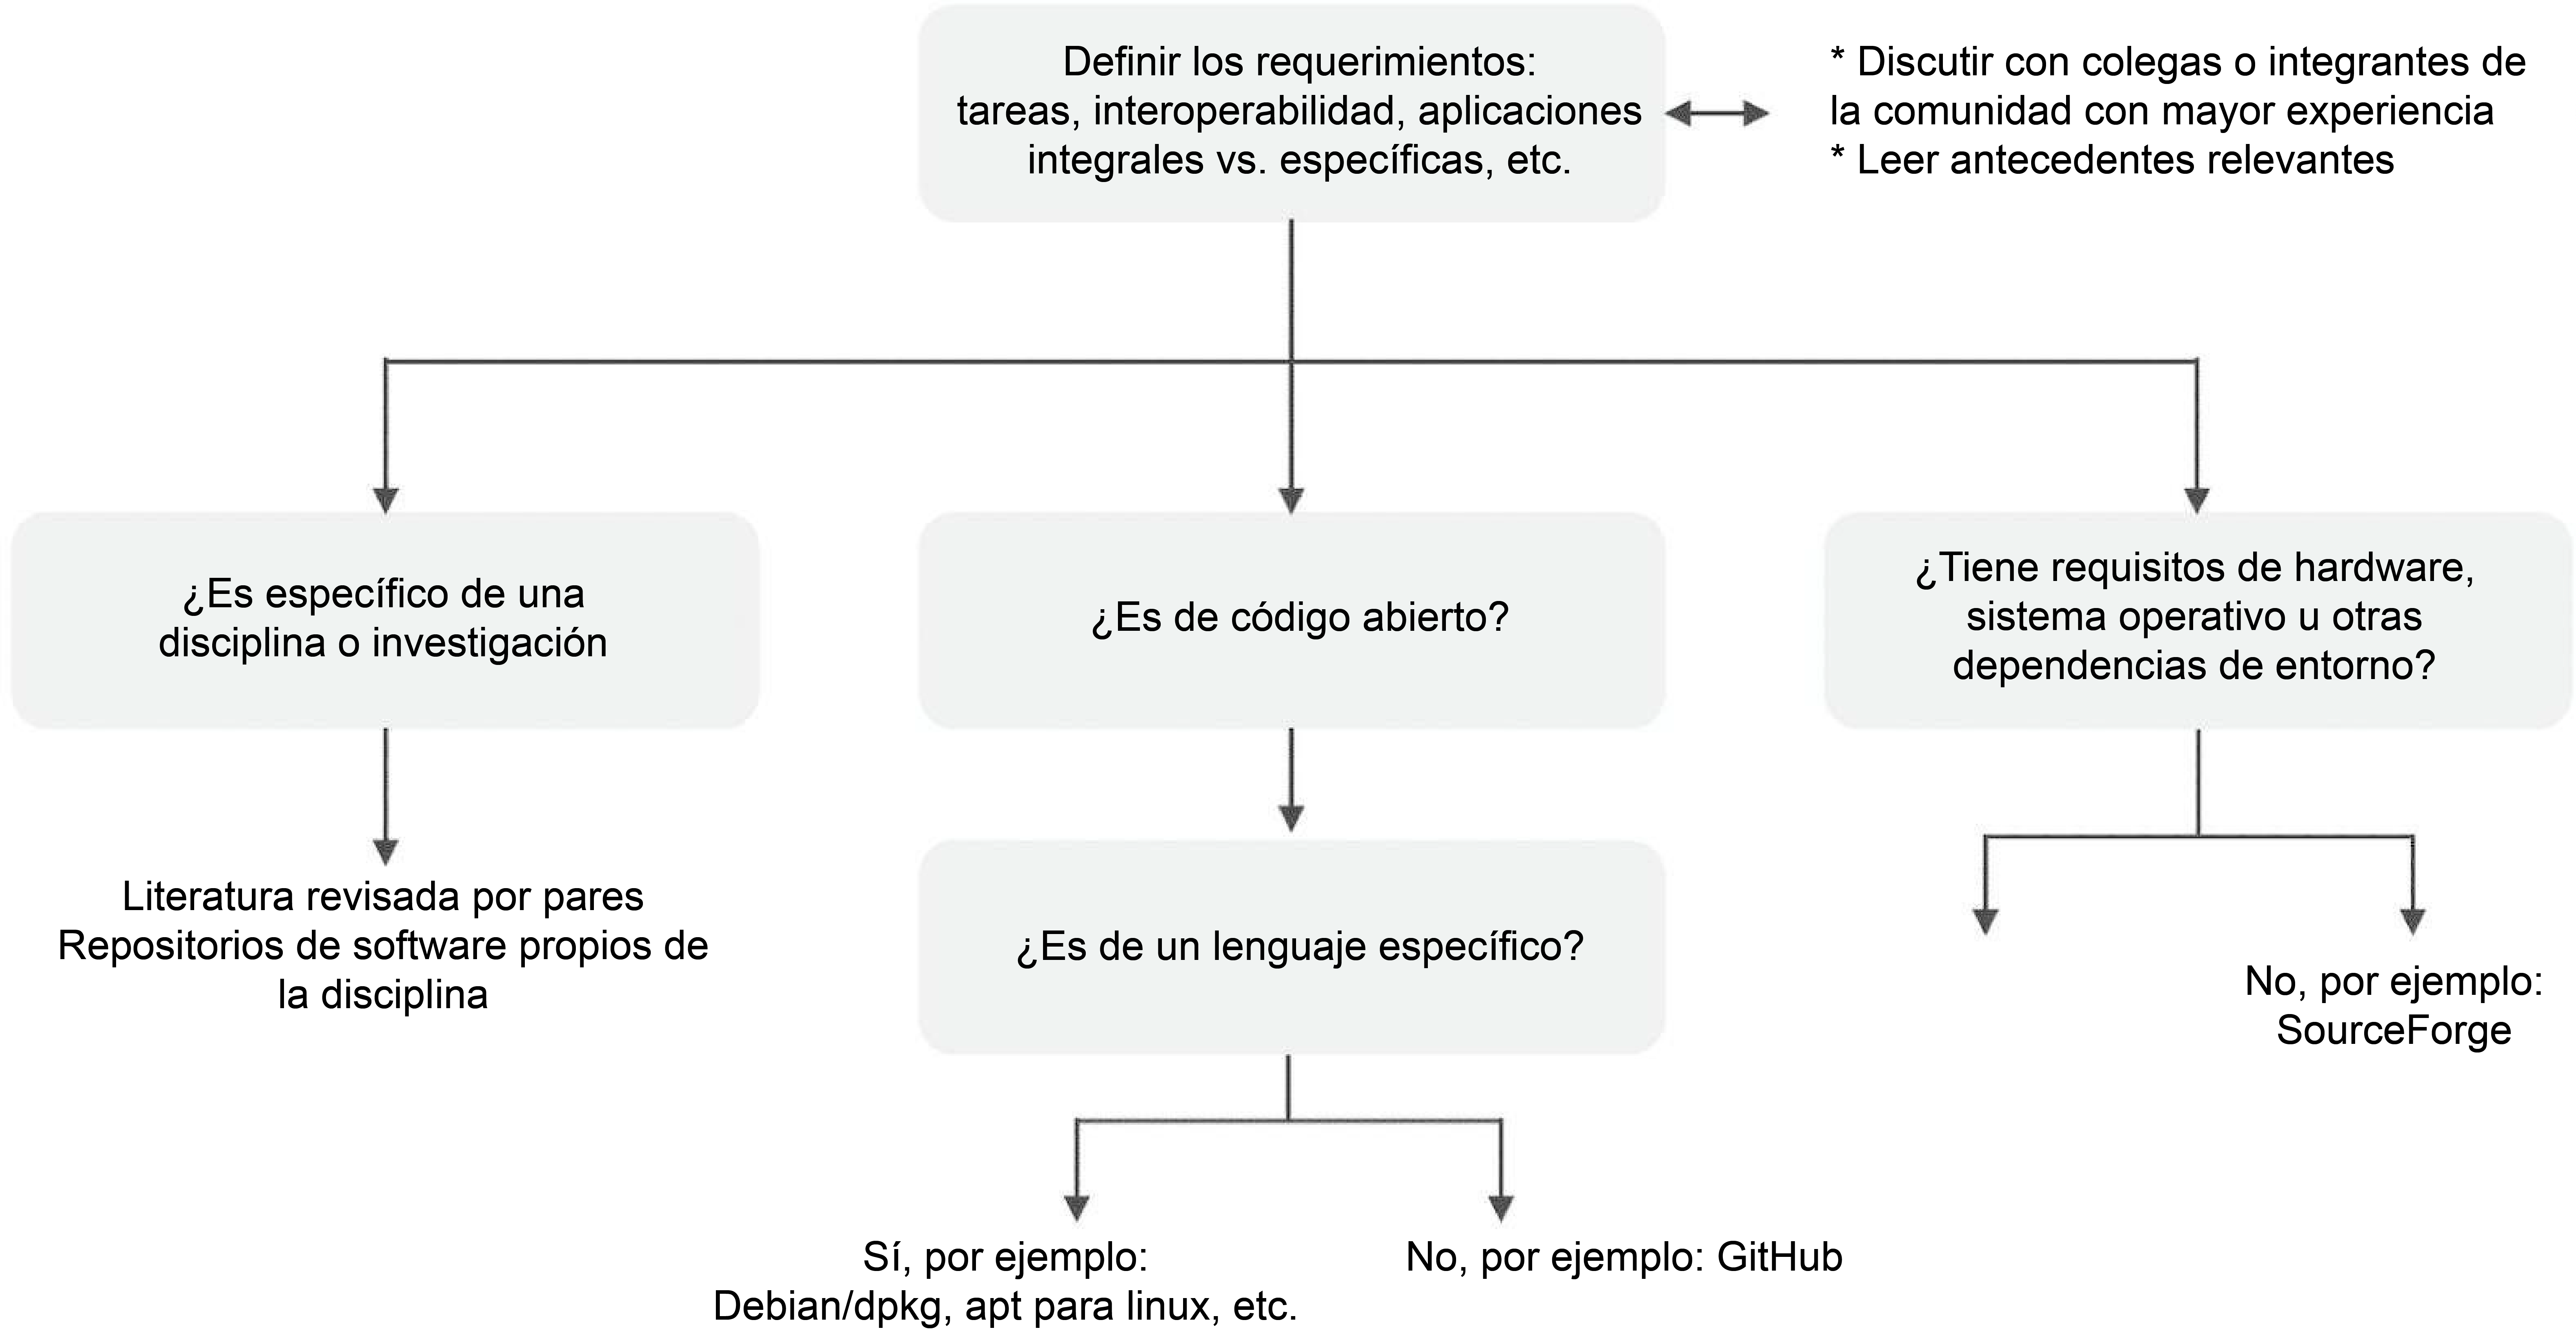 Definir los requerimientos:
tareas, interoperabilidad, aplicaciones
integrales vs. específicas, etc.
* Discutir con colegas o integrantes de
la comunidad con mayor experiencia
* Leer antecedentes relevantes
¿Es específico de una
disciplina o investigación
¿Es de código abierto?
¿Tiene requisitos de hardware,
sistema operativo u otras
dependencias de entorno?
Literatura revisada por pares
Repositorios de software propios de
la disciplina
¿Es de un lenguaje específico?
No, por ejemplo:
SourceForge
Sí, por ejemplo:
Debian/dpkg, apt para linux, etc.
No, por ejemplo: GitHub